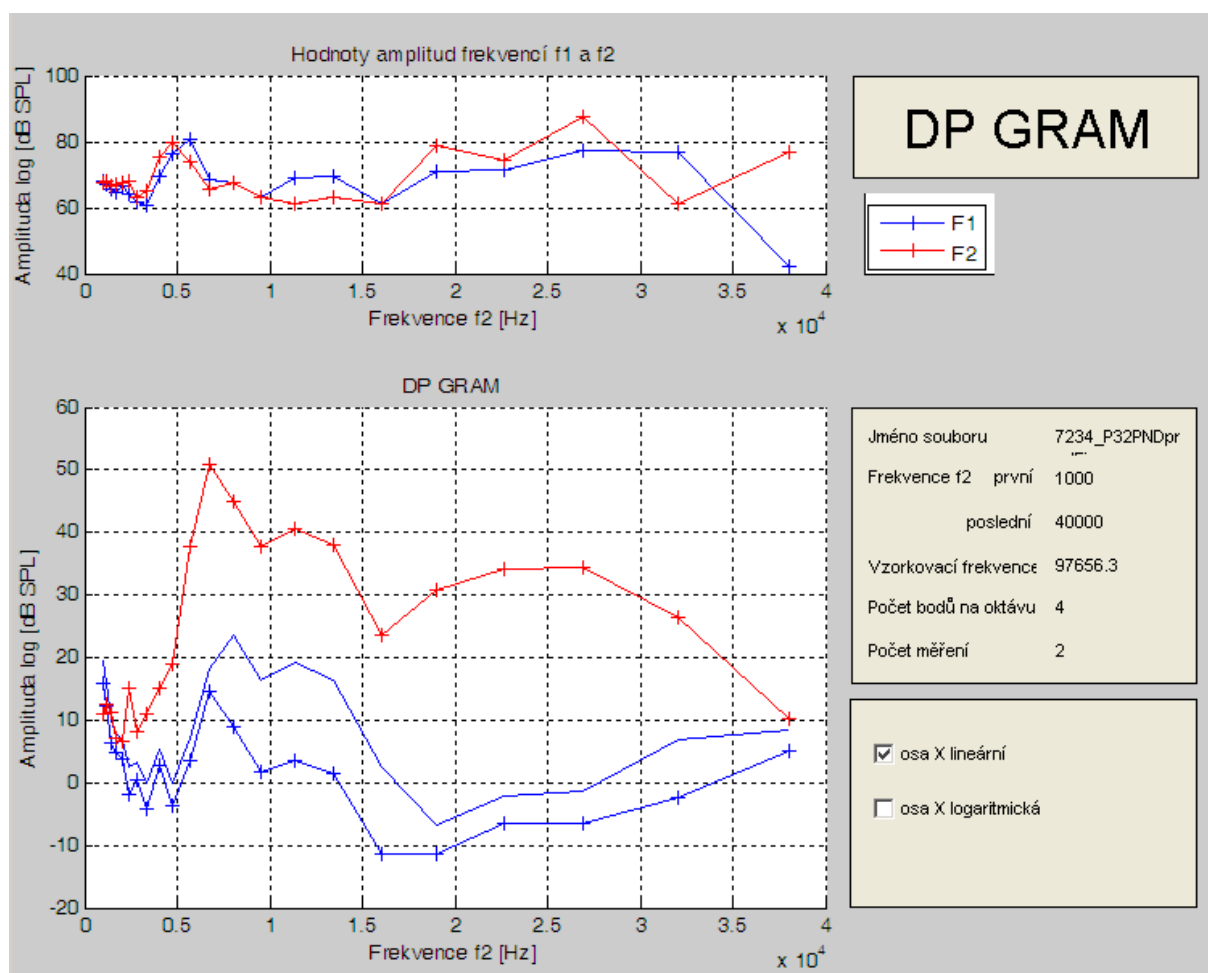 Hodnoty amplitud frekvencí f1 a f2
Amplituda log [dB SPL]
100
80
60
40
0
0.5
1
1.5
2
2.5
3
3.5
4
x 10^4
Frekvence f2 [Hz]
DP GRAM
F1
F2
DP GRAM
Amplituda log [dB SPL]
60
50
40
30
20
10
0
-10
-20
0
0.5
1
1.5
2
2.5
3
3.5
4
x 10^4
Frekvence f2 [Hz]
Jméno souboru 7234_P32PNDpr
Frekvence f2 první 1000
poslední 40000
Vzorkovací frekvence 97656.3
Počet bodů na oktávu 4
Počet měření 2
osa X lineární
osa X logaritmická